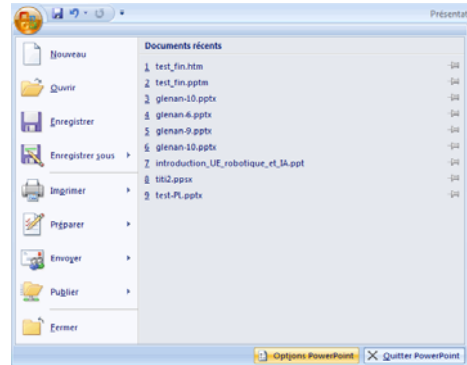 Présentat
Nouveau
Ouvrir
Enregistrer
Enregistrer sous
Imprimer
Préparer
Envoyer
Publier
Fermer
Documents récents
1 test_fin.htm
2 test_fin.pptm
3 glenan-10.pptx
4 glenan-6.pptx
5 glenan-9.pptx
6 glenan-10.pptx
7 introduction_UE_robotique_et_IA.ppt
8 titi2.ppsx
9 test-PL.pptx
Options PowerPoint
Quitter PowerPoint